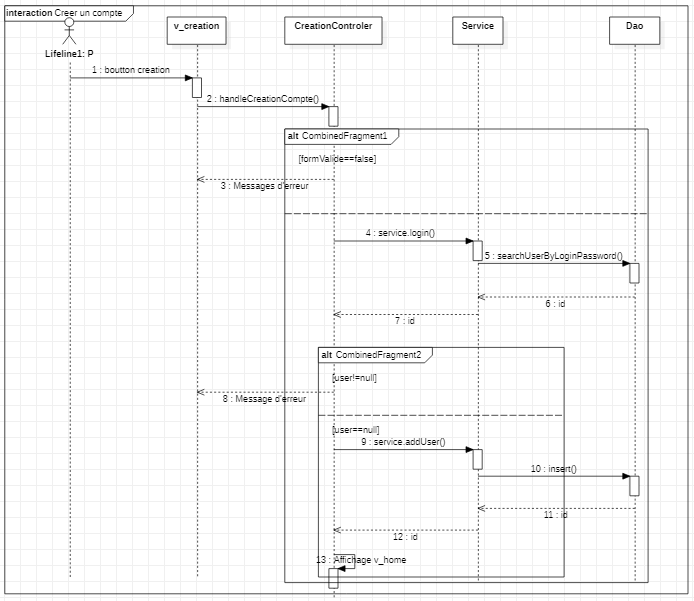 interaction Creer un compte
v_creation
CreationControler
Service
Dao
Lifeline1: P
1 : boutton creation
2 : handleCreationCompte()
alt CombinedFragment1
[formValide==false]
3 : Messages d'erreur
4 : service.login()
5 : searchUserByLoginPassword()
6 : id
7 : id
alt CombinedFragment2
[user!=null]
8 : Message d'erreur
[user==null]
9 : service.addUser()
10 : insert()
11 : id
12 : id
13 : Affichage v_home